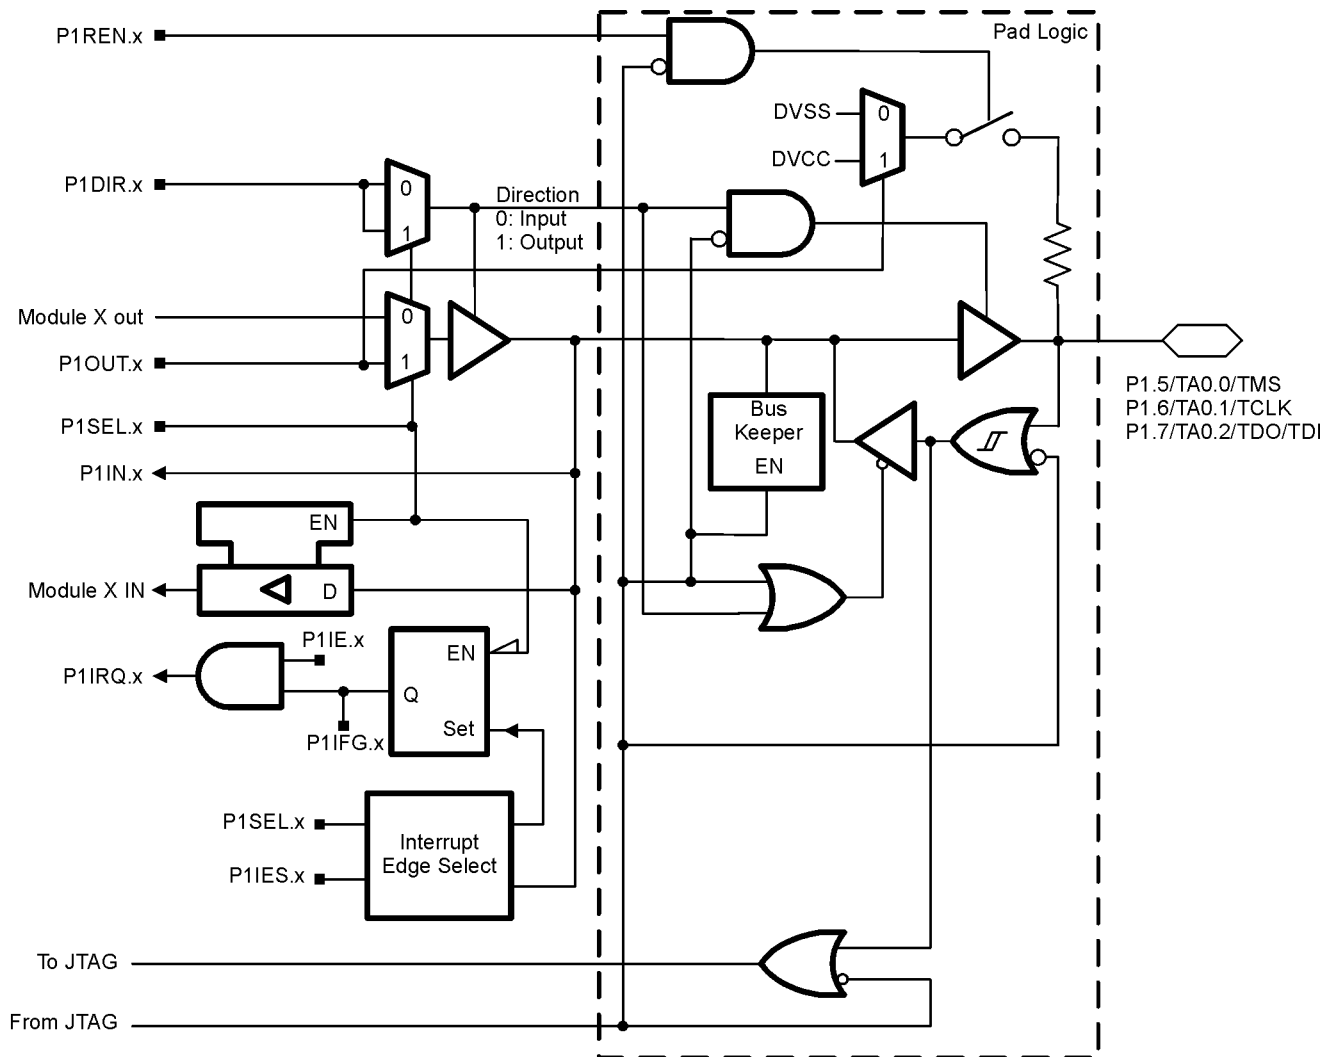 P1REN.x
Pad Logic
DVSS
0
DVCC
1
P1DIR.x
0
1
Direction
0: Input
1: Output
Module X out
0
P1OUT.x
1
P1.5/TA0.0/TMS
P1.6/TA0.1/TCLK
P1.7/TA0.2/TDO/TDI
P1SEL.x
Bus
Keeper
EN
P1IN.x
EN
Module X IN
D
P1IE.x
P1IRQ.x
EN
Q
Set
P1IFG.x
P1SEL.x
P1IES.x
Interrupt
Edge Select
To JTAG
From JTAG